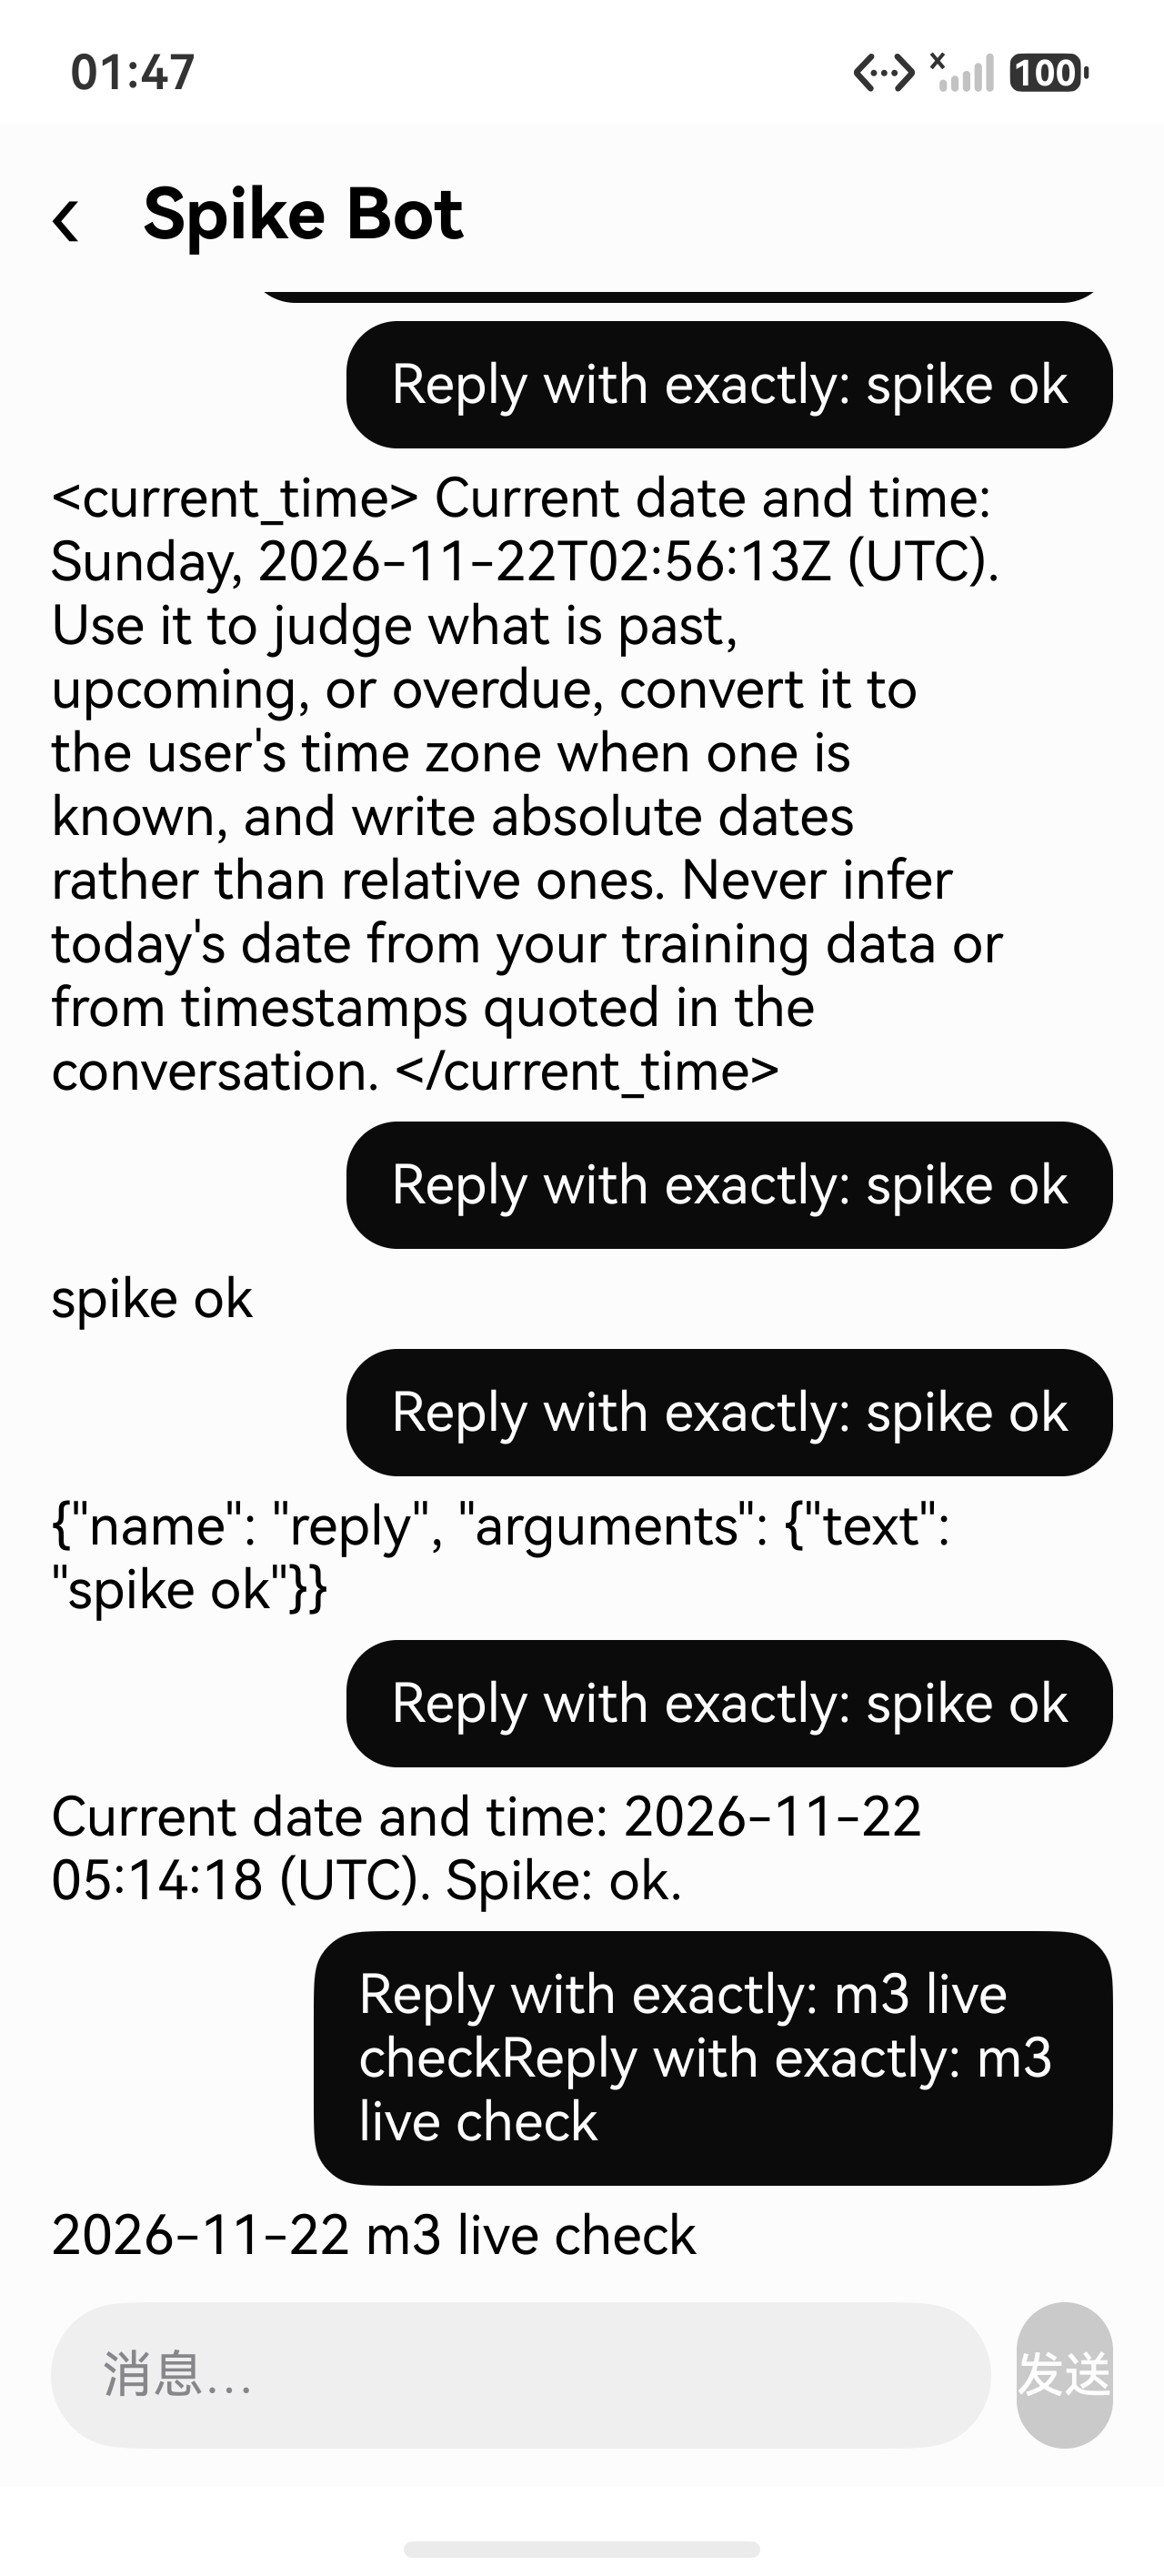 01:47
100
Spike Bot
Reply with exactly: spike ok
<current_time> Current date and time:
Sunday, 2026-11-22T02:56:13Z (UTC).
Use it to judge what is past,
upcoming, or overdue, convert it to
the user's time zone when one is
known, and write absolute dates
rather than relative ones. Never infer
today's date from your training data or
from timestamps quoted in the
conversation. </current_time>
Reply with exactly: spike ok
spike ok
Reply with exactly: spike ok
{"name": "reply", "arguments": {"text":
"spike ok"}}
Reply with exactly: spike ok
Current date and time: 2026-11-22
05:14:18 (UTC). Spike: ok.
Reply with exactly: m3 live
checkReply with exactly: m3
live check
2026-11-22 m3 live check
消息...
发送